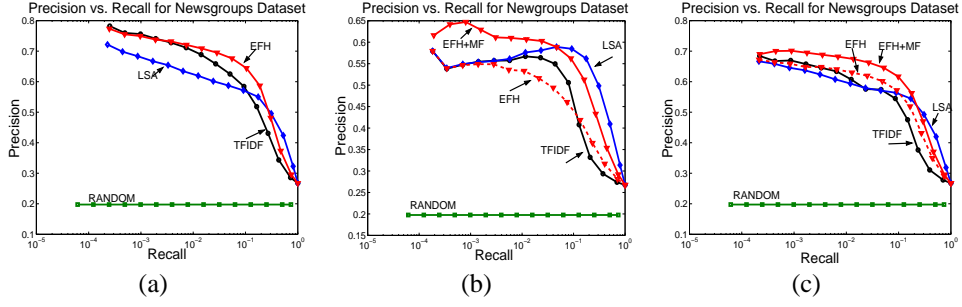 Precision vs. Recall for Newsgroups Dataset
Precision
0.8
0.7
0.6
0.5
0.4
0.3
0.2
0.1
EFH
LSA
TFIDF
RANDOM
10^-5
10^-4
10^-3
10^-2
10^-1
10^0
Recall
(a)
Precision vs. Recall for Newsgroups Dataset
Precision
0.65
0.6
0.55
0.5
0.45
0.4
0.35
0.3
0.25
0.2
0.15
EFH+MF
LSA
EFH
TFIDF
RANDOM
10^-5
10^-4
10^-3
10^-2
10^-1
10^0
Recall
(b)
Precision vs. Recall for Newsgroups Dataset
Precision
0.8
0.7
0.6
0.5
0.4
0.3
0.2
0.1
EFH
EFH+MF
LSA
TFIDF
RANDOM
10^-5
10^-4
10^-3
10^-2
10^-1
10^0
Recall
(c)